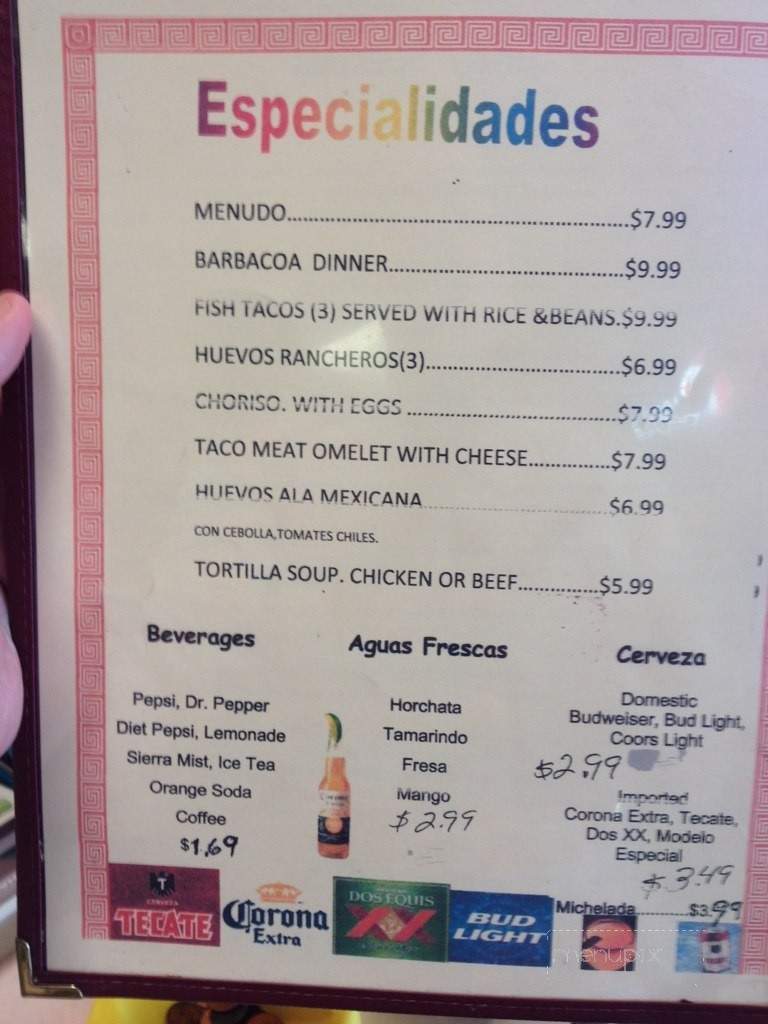 Especialidades
MENUDO.................................................................$7.99
BARBACOA DINNER.............................................$9.99
FISH TACOS (3) SERVED WITH RICE &BEANS.$9.99
HUEVOS RANCHEROS(3).....................................$6.99
CHORISO. WITH EGGS ........................................$7.99
TACO MEAT OMELET WITH CHEESE................$7.99
HUEVOS ALA MEXICANA...................................$6.99
CON CEBOLLA,TOMATES CHILES.
TORTILLA SOUP. CHICKEN OR BEEF...............$5.99
Beverages
Pepsi, Dr. Pepper
Diet Pepsi, Lemonade
Sierra Mist, Ice Tea
Orange Soda
Coffee
$1.69
Aguas Frescas
Horchata
Tamarindo
Fresa
Mango
$2.99
Cerveza
Domestic
Budweiser, Bud Light,
Coors Light
$2.99
Imported
Corona Extra, Tecate,
Dos XX, Modelo
Especial
$3.49
Michelada...........$3.99
Corona
CERVEZA
TECATE
Corona
Extra
DOS EQUIS
XX
BUD
LIGHT
menupix